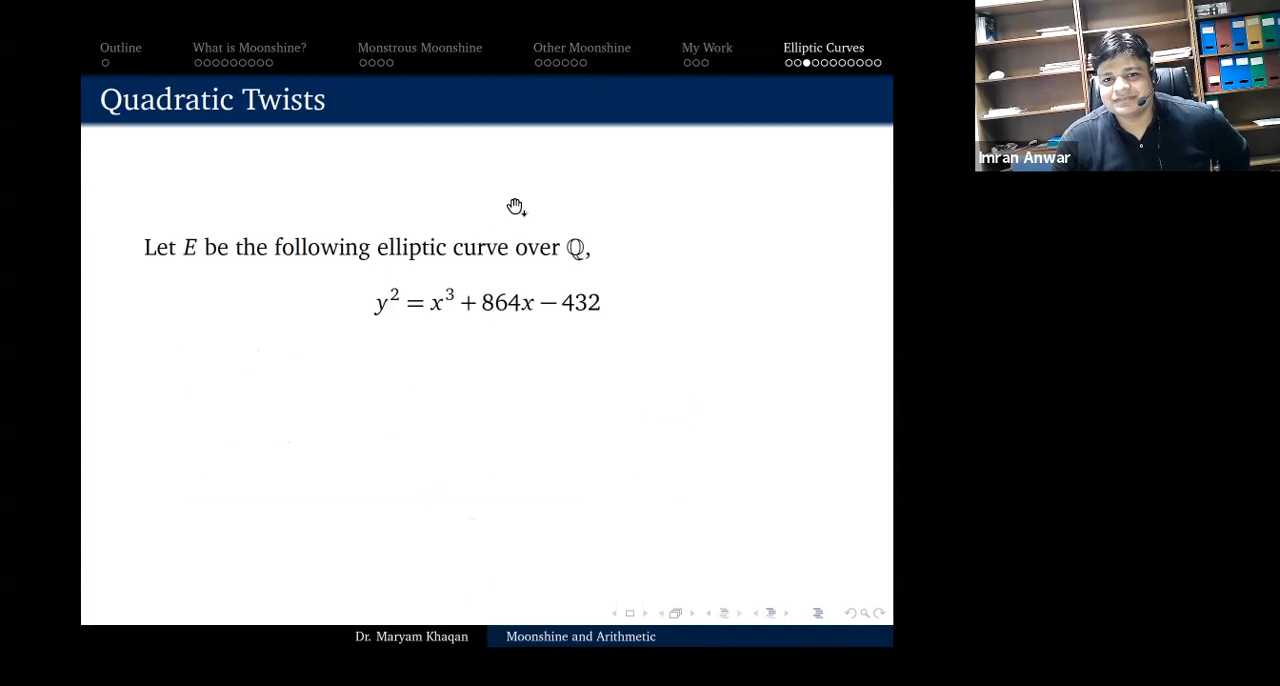 Outline What is Moonshine? Monstrous Moonshine Other Moonshine My Work Elliptic Curves
Quadratic Twists
Let E be the following elliptic curve over ℚ,
y² = x³ + 864x − 432
Dr. Maryam Khaqan Moonshine and Arithmetic
Imran Anwar